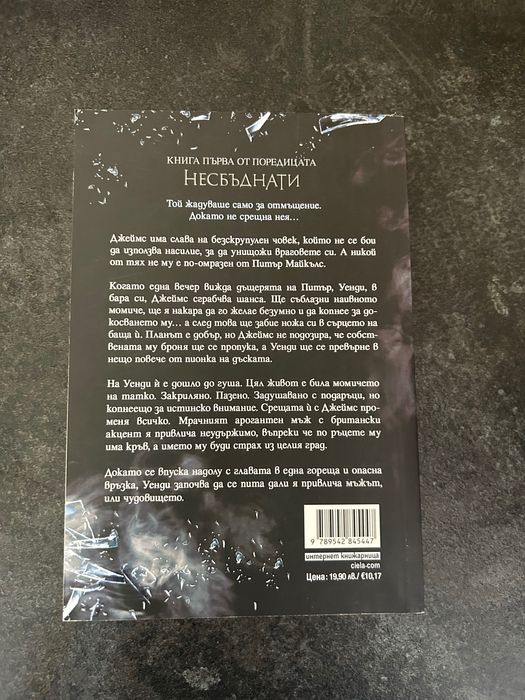 КНИГА ПЪРВА ОТ ПОРЕДИЦАТА
НЕСБЪДНАТИ
Той жадуваше само за отмъщение.
Докато не срещна нея...
Джеймс има слава на безскрупулен човек, който не се бои
да използва насилие, за да унищожи враговете си. А никой
от тях не му е по-омразен от Питър Майкълс.
Когато една вечер вижда дъщерята на Питър, Уенди, в
бара си, Джеймс сграбчва шанса. Ще съблазни наивното
момиче, ще я накара да го желае безумно и да копнее за до-
косването му... а след това ще забие ножа си в сърцето на
баща ѝ. Планът е добър, но Джеймс не подозира, че собст-
вената му броня ще се пропука, а Уенди ще се превърне в
нещо повече от пионка на дъската.
На Уенди ѝ е дошло до гуша. Цял живот е била момичето
на татко. Закриляно. Пазено. Задушавано с подаръци, но
копнеещо за истинско внимание. Срещата ѝ с Джеймс про-
меня всичко. Мрачният арогантен мъж с британски
акцент я привлича неудържимо, въпреки че по ръцете му
има кръв, а името му буди страх из целия град.
Докато се впуска надолу с главата в една гореща и опасна
връзка, Уенди започва да се пита дали я привлича мъжът,
или чудовището.
9 789542 845447
интернет книжарница
ciela.com
Цена: 19,90 лв./ €10,17